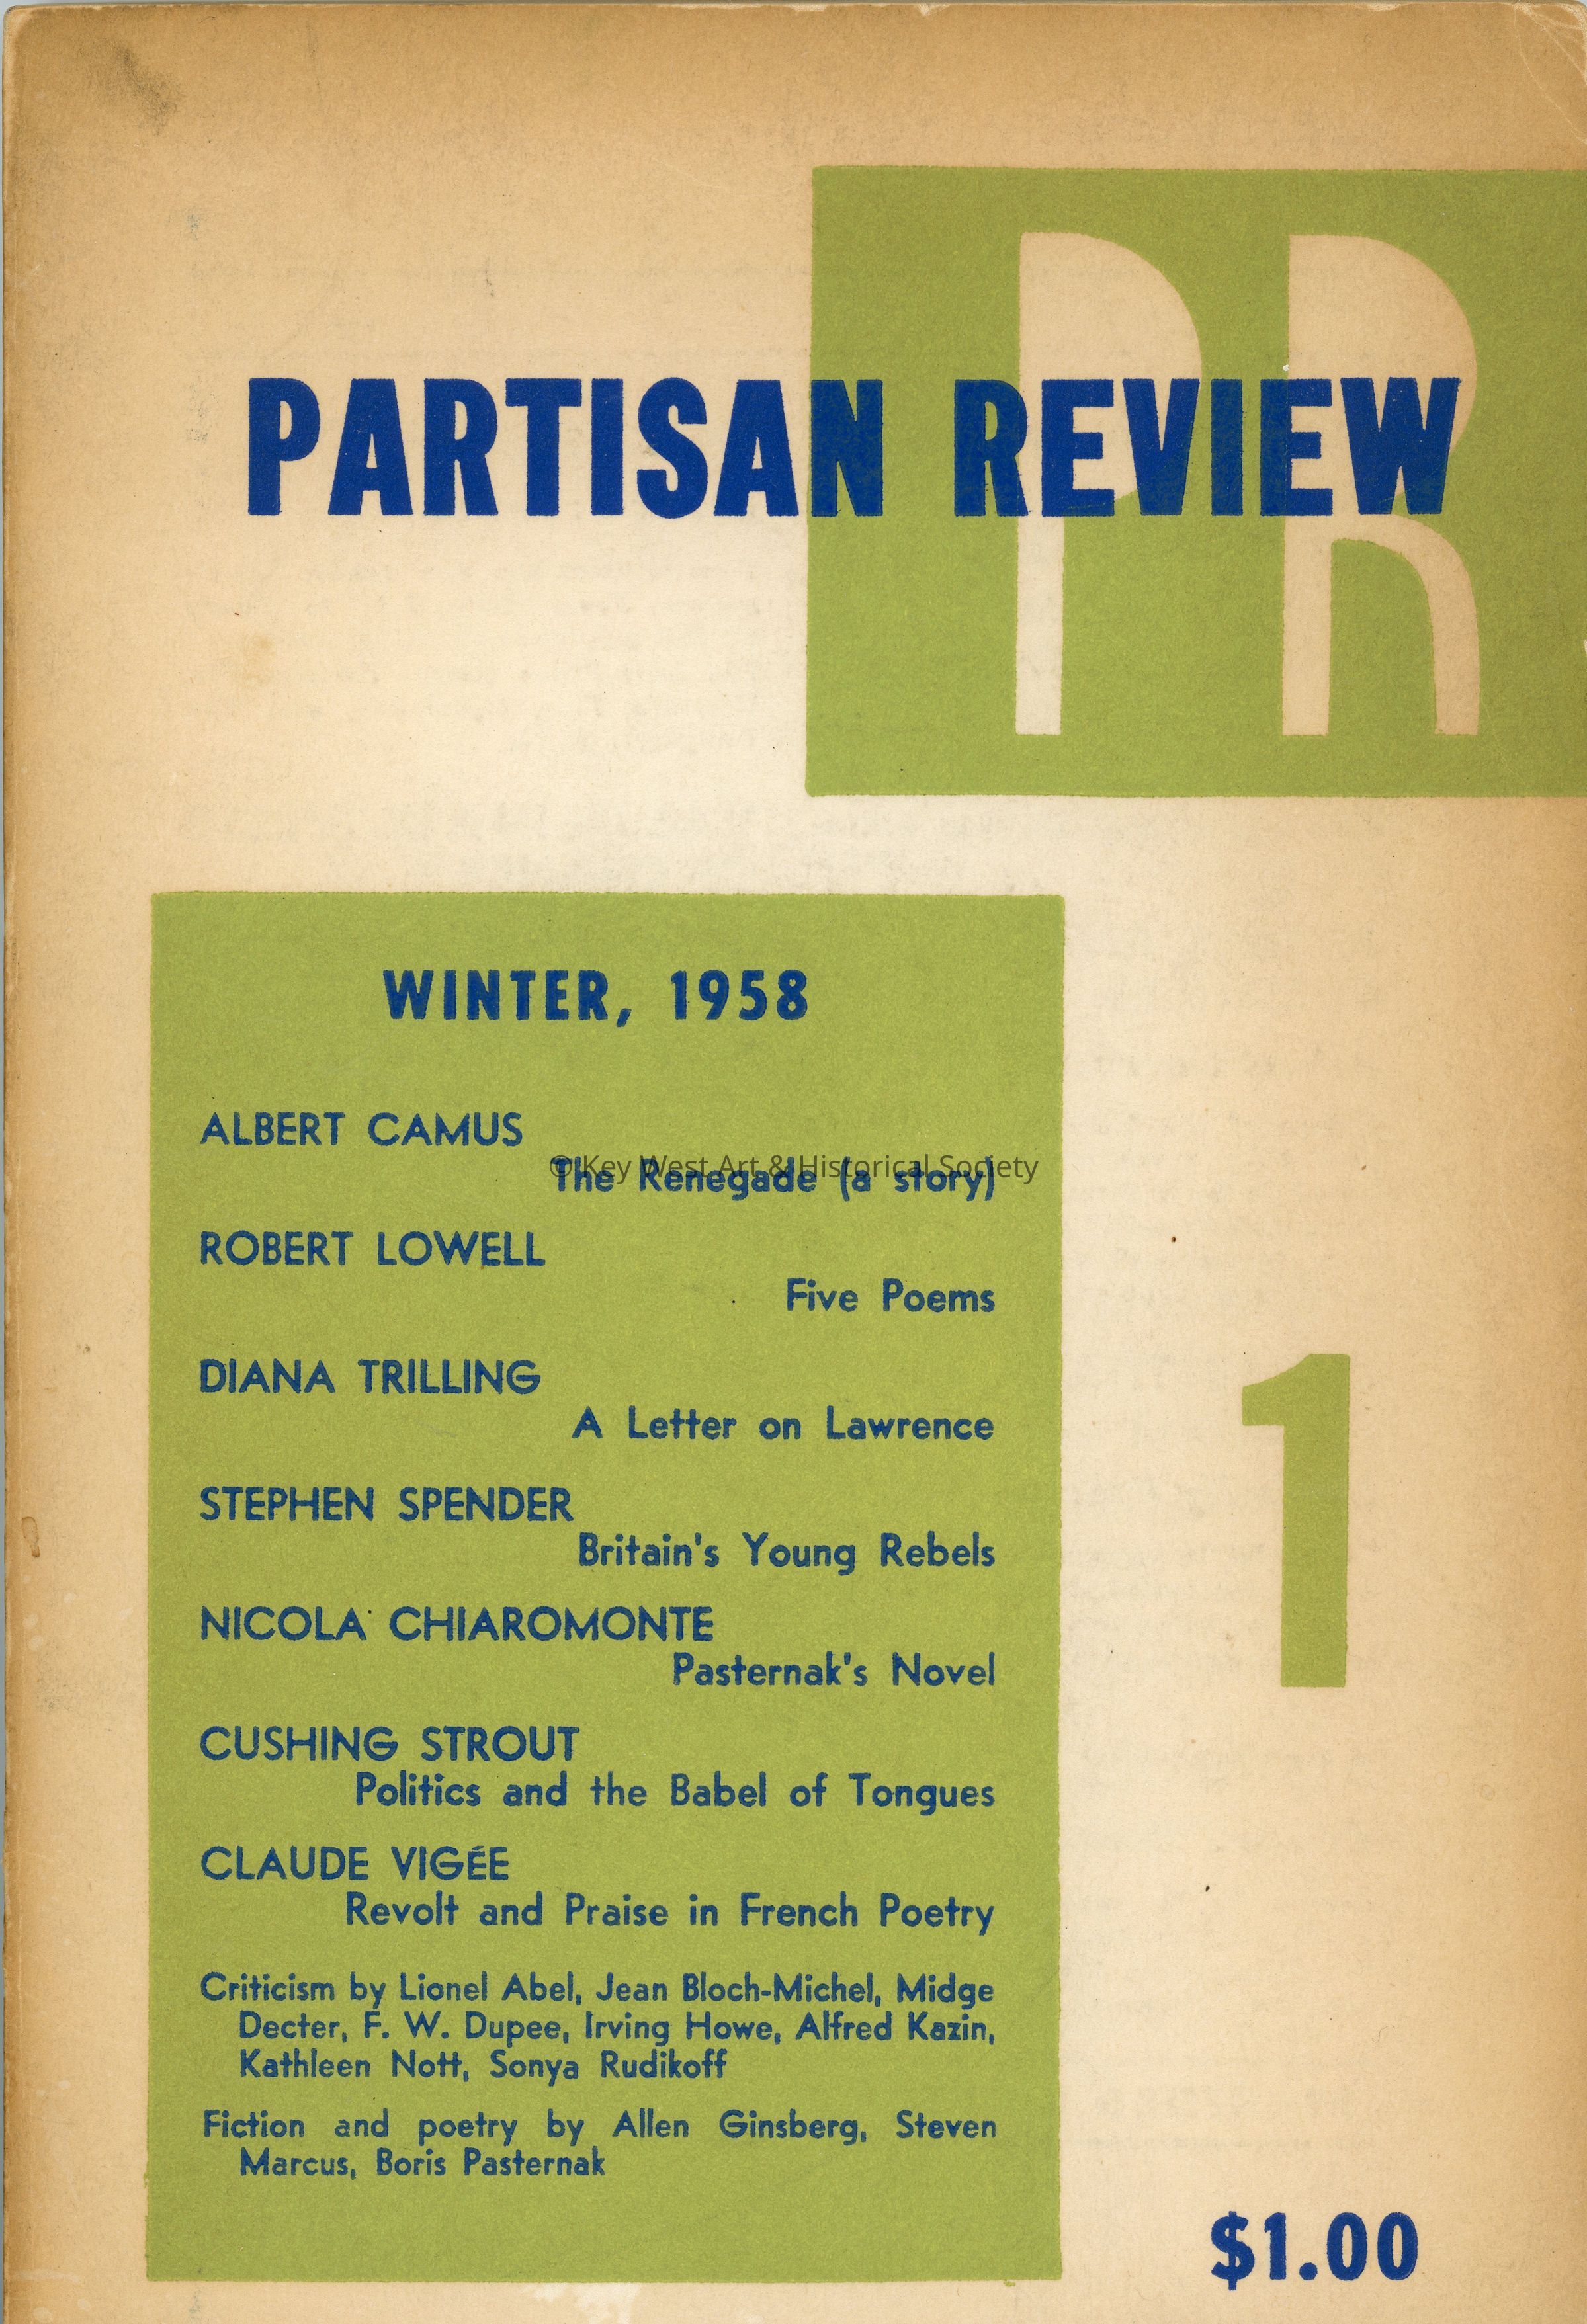 PR
PARTISAN REVIEW
WINTER, 1958
ALBERT CAMUS
© Key West Art & Historical Society
The Renegade (a story)
ROBERT LOWELL
Five Poems
DIANA TRILLING
A Letter on Lawrence
STEPHEN SPENDER
Britain's Young Rebels
NICOLA CHIAROMONTE
Pasternak's Novel
CUSHING STROUT
Politics and the Babel of Tongues
CLAUDE VIGÉE
Revolt and Praise in French Poetry
Criticism by Lionel Abel, Jean Bloch-Michel, Midge
Decter, F. W. Dupee, Irving Howe, Alfred Kazin,
Kathleen Nott, Sonya Rudikoff
Fiction and poetry by Allen Ginsberg, Steven
Marcus, Boris Pasternak
1
$1.00